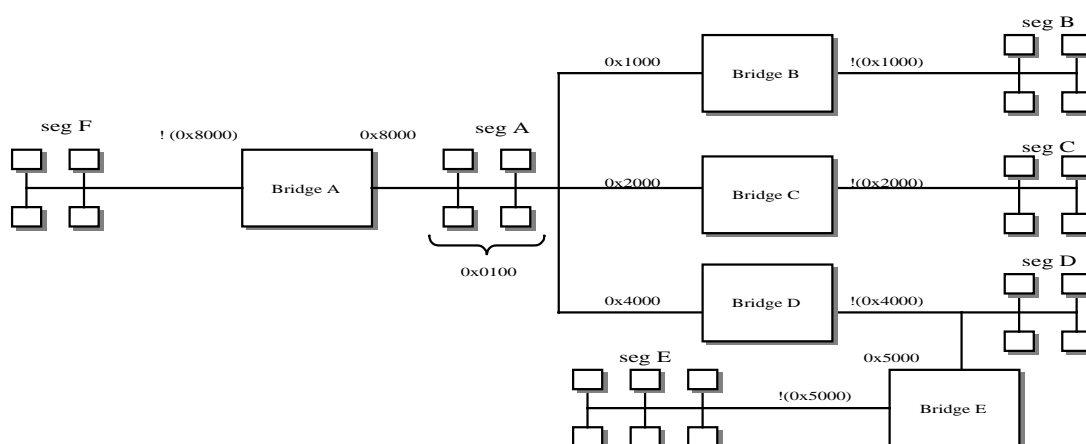 seg B
0x1000
Bridge B
!(0x1000)
seg F
! (0x8000)
0x8000
seg A
Bridge A
seg C
0x2000
Bridge C
!(0x2000)
0x0100
seg D
0x4000
Bridge D
!(0x4000)
seg E
0x5000
!(0x5000)
Bridge E